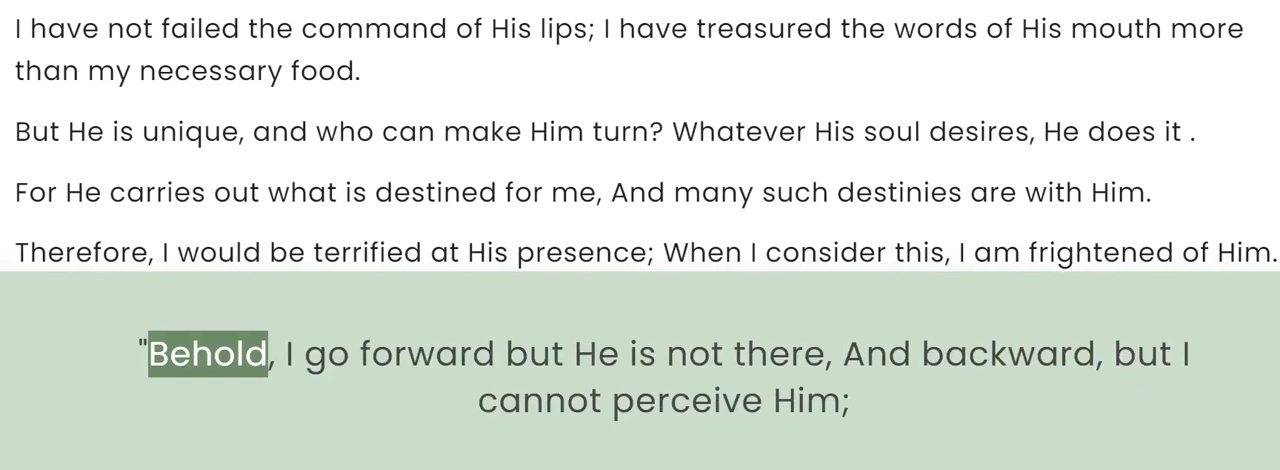 I have not failed the command of His lips; I have treasured the words of His mouth more
than my necessary food.
But He is unique, and who can make Him turn? Whatever His soul desires, He does it .
For He carries out what is destined for me, And many such destinies are with Him.
Therefore, I would be terrified at His presence; When I consider this, I am frightened of Him.
"Behold, I go forward but He is not there, And backward, but I
cannot perceive Him;